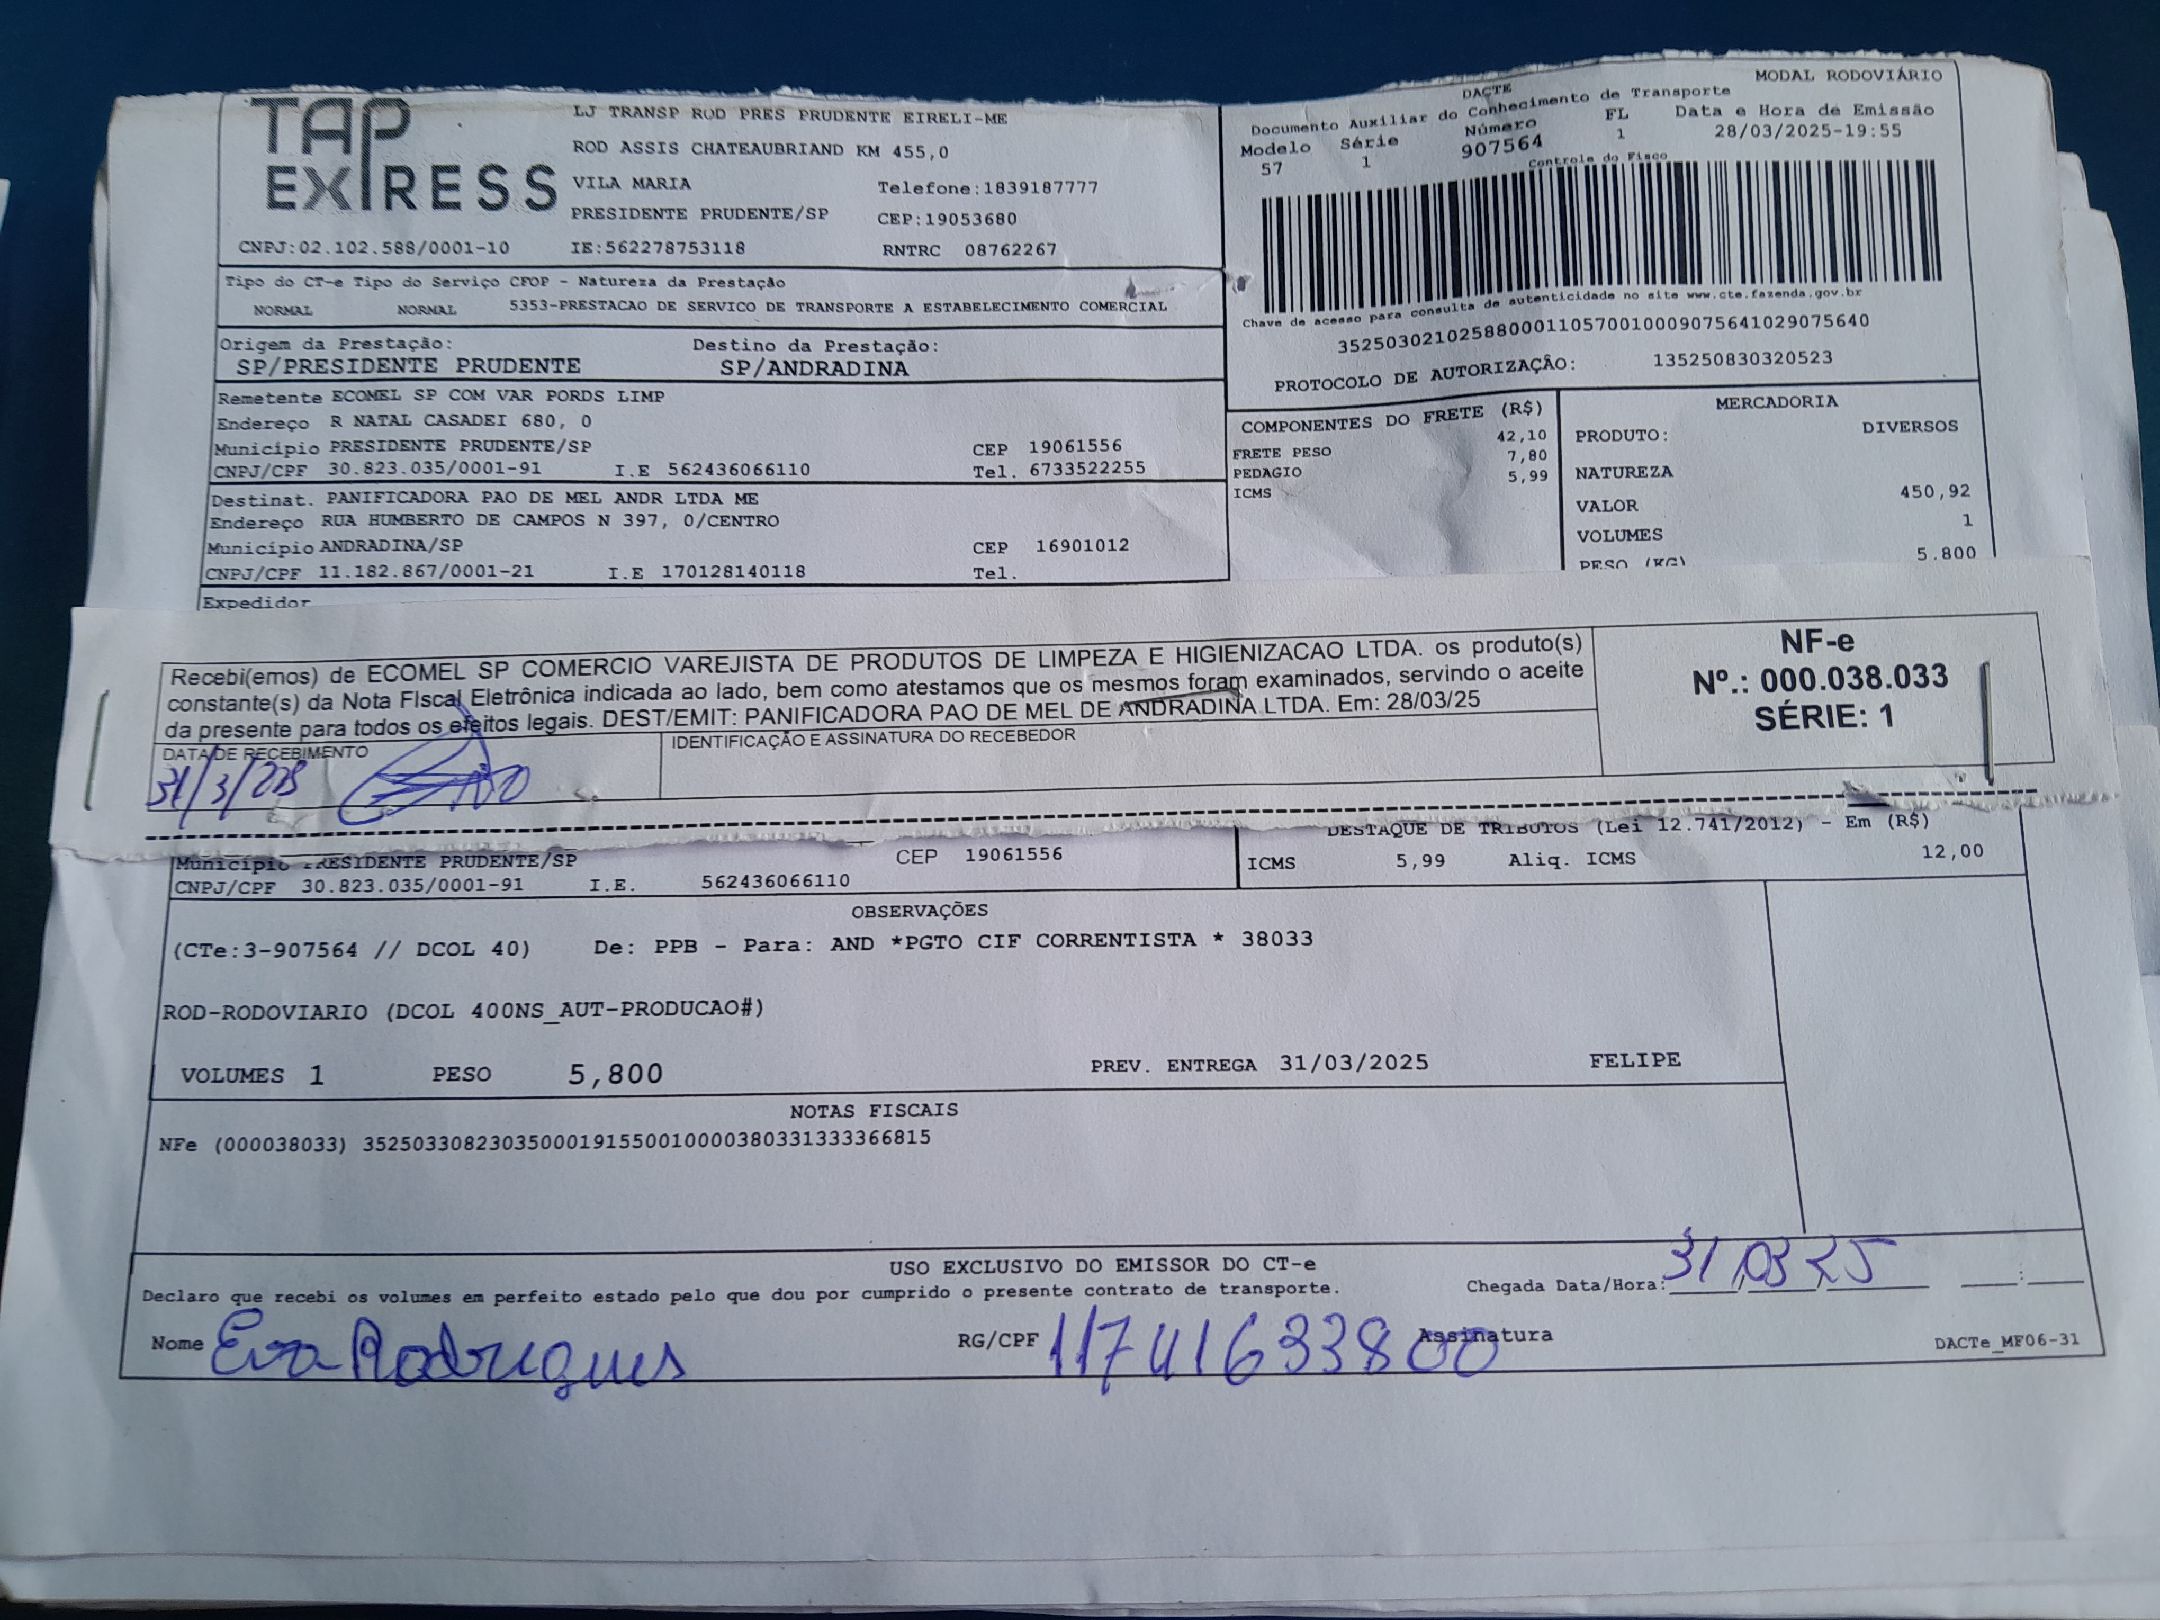 TAP EXPRESS
LJ TRANSP ROD PRES PRUDENTE EIRELI-ME
ROD ASSIS CHATEAUBRIAND KM 455,0
VILA MARIA Telefone:1839187777
PRESIDENTE PRUDENTE/SP CEP:19053680
CNPJ:02.102.588/0001-10 IE:562278753118 RNTRC 08762267
MODAL RODOVIÁRIO
DACTE
Documento Auxiliar do Conhecimento de Transporte
Modelo Série Número FL Data e Hora de Emissão
57 1 907564 1 28/03/2025-19:55
Controle do Fisco
Chave de acesso para consulta de autenticidade no site www.cte.fazenda.gov.br
35250302102588000110570010009075641029075640
PROTOCOLO DE AUTORIZAÇÃO: 135250830320523
Tipo do CT-e Tipo do Serviço CFOP - Natureza da Prestação
NORMAL NORMAL 5353-PRESTACAO DE SERVICO DE TRANSPORTE A ESTABELECIMENTO COMERCIAL
Origem da Prestação: Destino da Prestação:
SP/PRESIDENTE PRUDENTE SP/ANDRADINA
Remetente ECOMEL SP COM VAR PORDS LIMP
Endereço R NATAL CASADEI 680, 0
Município PRESIDENTE PRUDENTE/SP CEP 19061556
CNPJ/CPF 30.823.035/0001-91 I.E 562436066110 Tel. 6733522255
Destinat. PANIFICADORA PAO DE MEL ANDR LTDA ME
Endereço RUA HUMBERTO DE CAMPOS N 397, 0/CENTRO
Município ANDRADINA/SP CEP 16901012
CNPJ/CPF 11.182.867/0001-21 I.E 170128140118 Tel.
Expedidor
COMPONENTES DO FRETE (R$)
FRETE PESO 42,10
PEDAGIO 7,80
ICMS 5,99
MERCADORIA
PRODUTO: DIVERSOS
NATUREZA
VALOR 450,92
VOLUMES 1
PESO (KG) 5.800
Recebi(emos) de ECOMEL SP COMERCIO VAREJISTA DE PRODUTOS DE LIMPEZA E HIGIENIZACAO LTDA. os produto(s)
constante(s) da Nota FIscal Eletrônica indicada ao lado, bem como atestamos que os mesmos foram examinados, servindo o aceite
da presente para todos os efeitos legais. DEST/EMIT: PANIFICADORA PAO DE MEL DE ANDRADINA LTDA. Em: 28/03/25
NF-e
Nº.: 000.038.033
SÉRIE: 1
DATA DE RECEBIMENTO IDENTIFICAÇÃO E ASSINATURA DO RECEBEDOR
DESTAQUE DE TRIBUTOS (Lei 12.741/2012) - Em (R$)
Município PRESIDENTE PRUDENTE/SP CEP 19061556
ICMS 5,99 Aliq. ICMS 12,00
CNPJ/CPF 30.823.035/0001-91 I.E. 562436066110
OBSERVAÇÕES
(CTe:3-907564 // DCOL 40) De: PPB - Para: AND *PGTO CIF CORRENTISTA * 38033
ROD-RODOVIARIO (DCOL 400NS_AUT-PRODUCAO#)
VOLUMES 1 PESO 5,800 PREV. ENTREGA 31/03/2025 FELIPE
NOTAS FISCAIS
NFe (000038033) 35250330823035000191550010000380331333366815
USO EXCLUSIVO DO EMISSOR DO CT-e
Declaro que recebi os volumes em perfeito estado pelo que dou por cumprido o presente contrato de transporte. Chegada Data/Hora: 31/03/25
Nome Eva Rodrigues RG/CPF 11741633800 Assinatura
DACTe_MF06-31